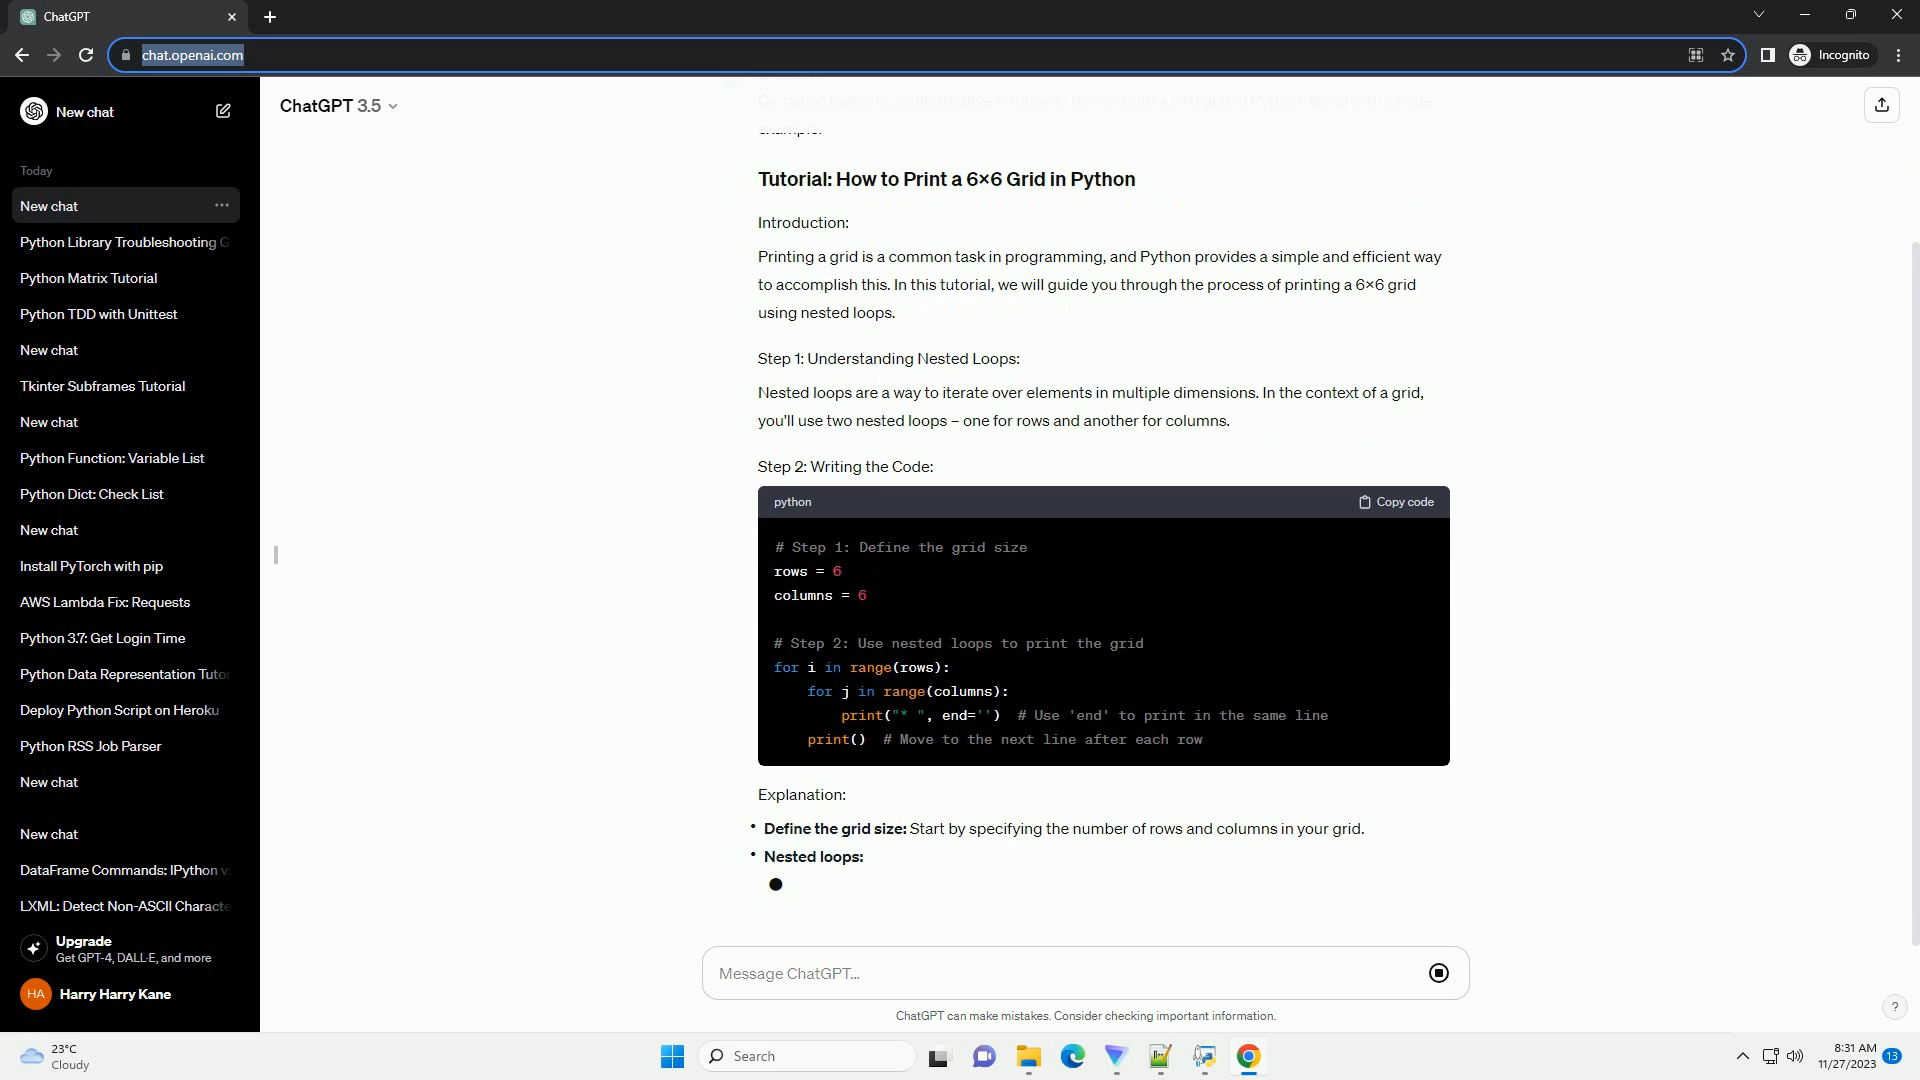 ChatGPT
chat.openai.com
Incognito
New chat
ChatGPT 3.5
Today
New chat
Python Library Troubleshooting G
Python Matrix Tutorial
Python TDD with Unittest
New chat
Tkinter Subframes Tutorial
New chat
Python Function: Variable List
Python Dict: Check List
New chat
Install PyTorch with pip
AWS Lambda Fix: Requests
Python 3.7: Get Login Time
Python Data Representation Tutor
Deploy Python Script on Heroku
Python RSS Job Parser
New chat
New chat
DataFrame Commands: IPython v
LXML: Detect Non-ASCII Characte
Upgrade
Get GPT-4, DALL·E, and more
HA
Harry Harry Kane
Tutorial: How to Print a 6×6 Grid in Python
Introduction:
Printing a grid is a common task in programming, and Python provides a simple and efficient way
to accomplish this. In this tutorial, we will guide you through the process of printing a 6×6 grid
using nested loops.
Step 1: Understanding Nested Loops:
Nested loops are a way to iterate over elements in multiple dimensions. In the context of a grid,
you'll use two nested loops – one for rows and another for columns.
Step 2: Writing the Code:
python
Copy code
# Step 1: Define the grid size
rows = 6
columns = 6
# Step 2: Use nested loops to print the grid
for i in range(rows):
for j in range(columns):
print("* ", end='')  # Use 'end' to print in the same line
print()  # Move to the next line after each row
Explanation:
• Define the grid size: Start by specifying the number of rows and columns in your grid.
• Nested loops:
Message ChatGPT...
ChatGPT can make mistakes. Consider checking important information.
?
23°C
Cloudy
Search
8:31 AM
11/27/2023
13